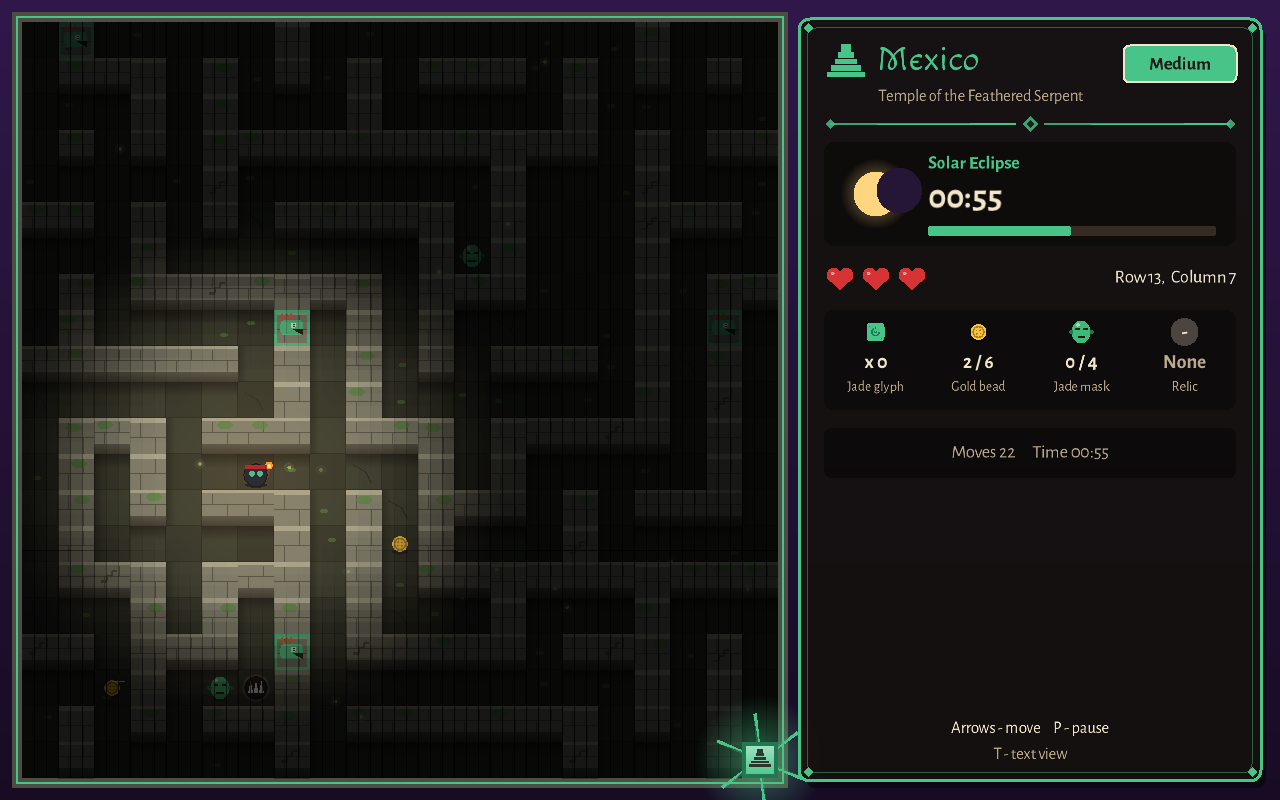 Mexico
Medium
Temple of the Feathered Serpent
Solar Eclipse
00:55
Row 13, Column 7
x 0
2 / 6
0 / 4
-
None
Jade glyph
Gold bead
Jade mask
Relic
Moves 22
Time 00:55
Arrows - move
P - pause
T - text view